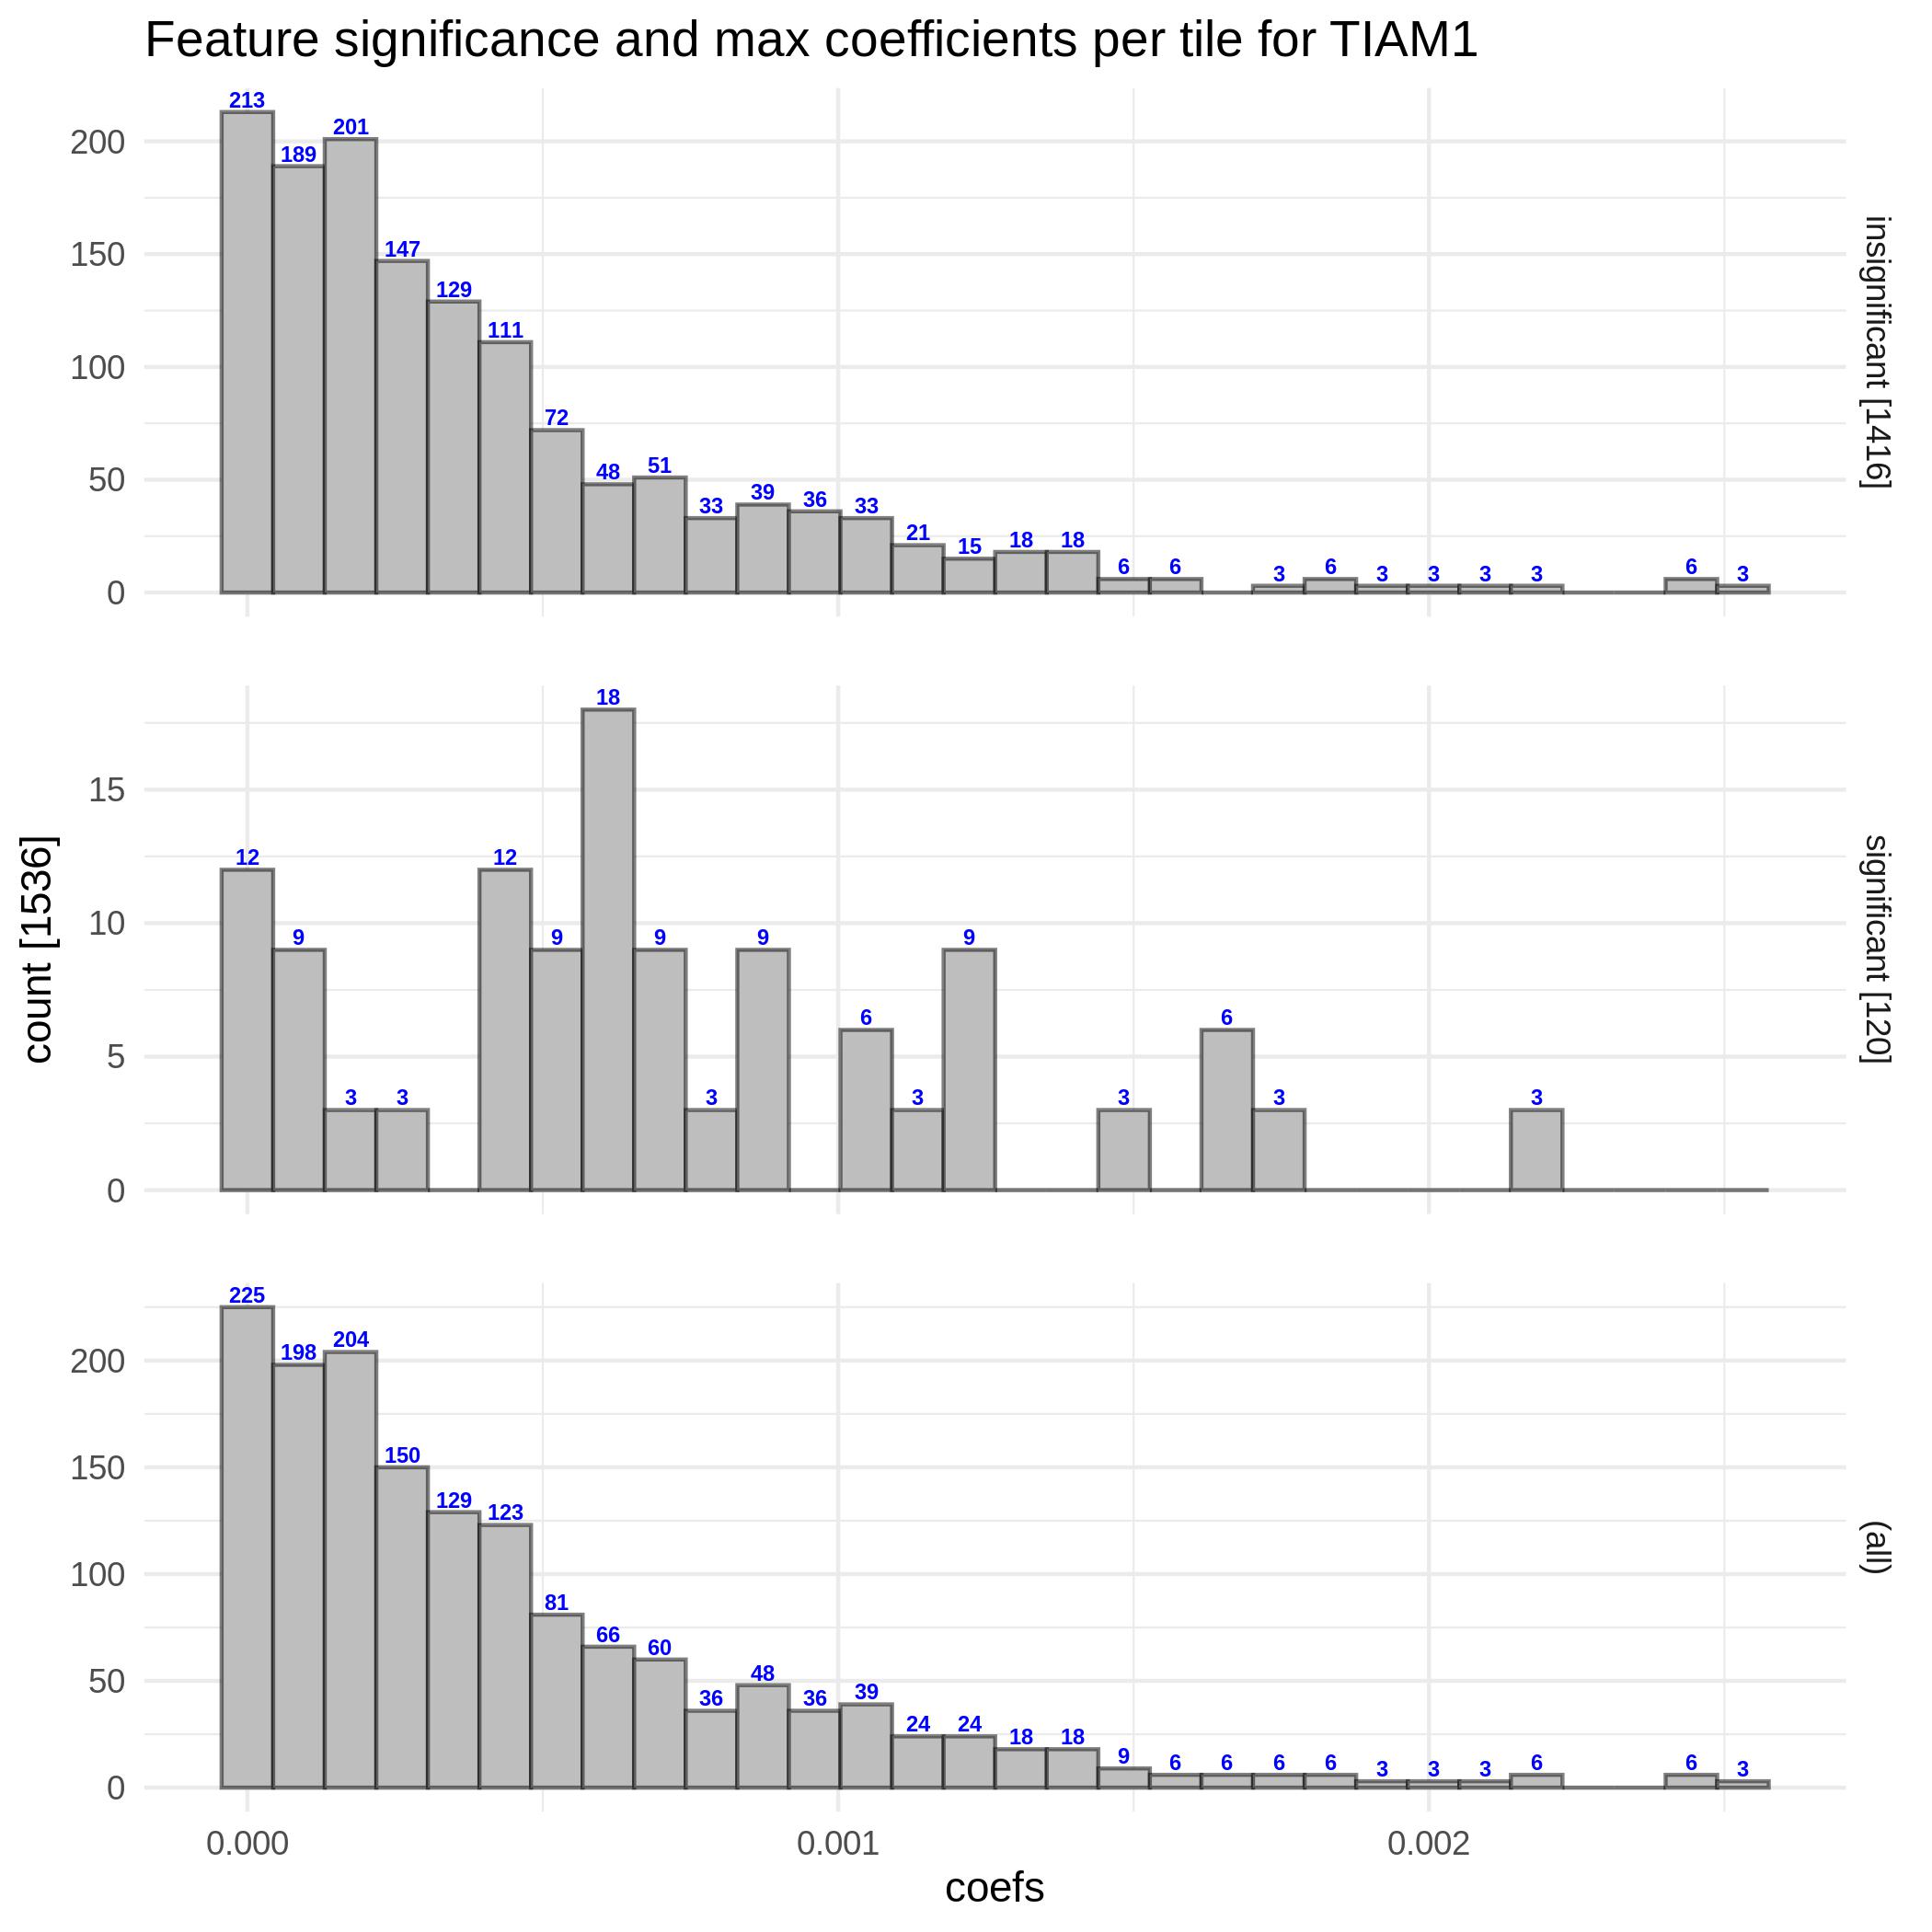 Feature significance and max coefficients per tile for TIAM1
213 189 201 147 129 111 72 48 51 33 39 36 33 21 15 18 18 6 6 3 6 3 3 3 3 6 3
200
150
100
50
0
insignificant [1416]
12 9 3 3 12 9 18 9 3 9 6 3 9 3 6 3 3
15
10
5
0
significant [120]
count [1536]
225 198 204 150 129 123 81 66 60 36 48 36 39 24 24 18 18 9 6 6 6 6 3 3 3 6 6 3
200
150
100
50
0
(all)
0.000 0.001 0.002
coefs